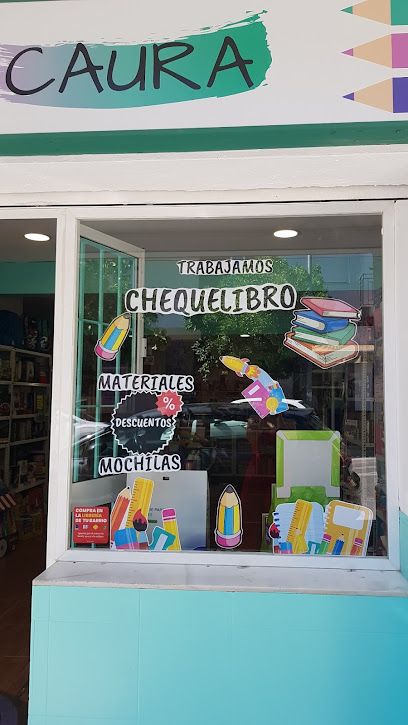 CAURA
TRABAJAMOS
CHEQUELIBRO
MATERIALES
%
DESCUENTOS
MOCHILAS
COMPRA EN
LA LIBRERÍA
DE TU BARRIO